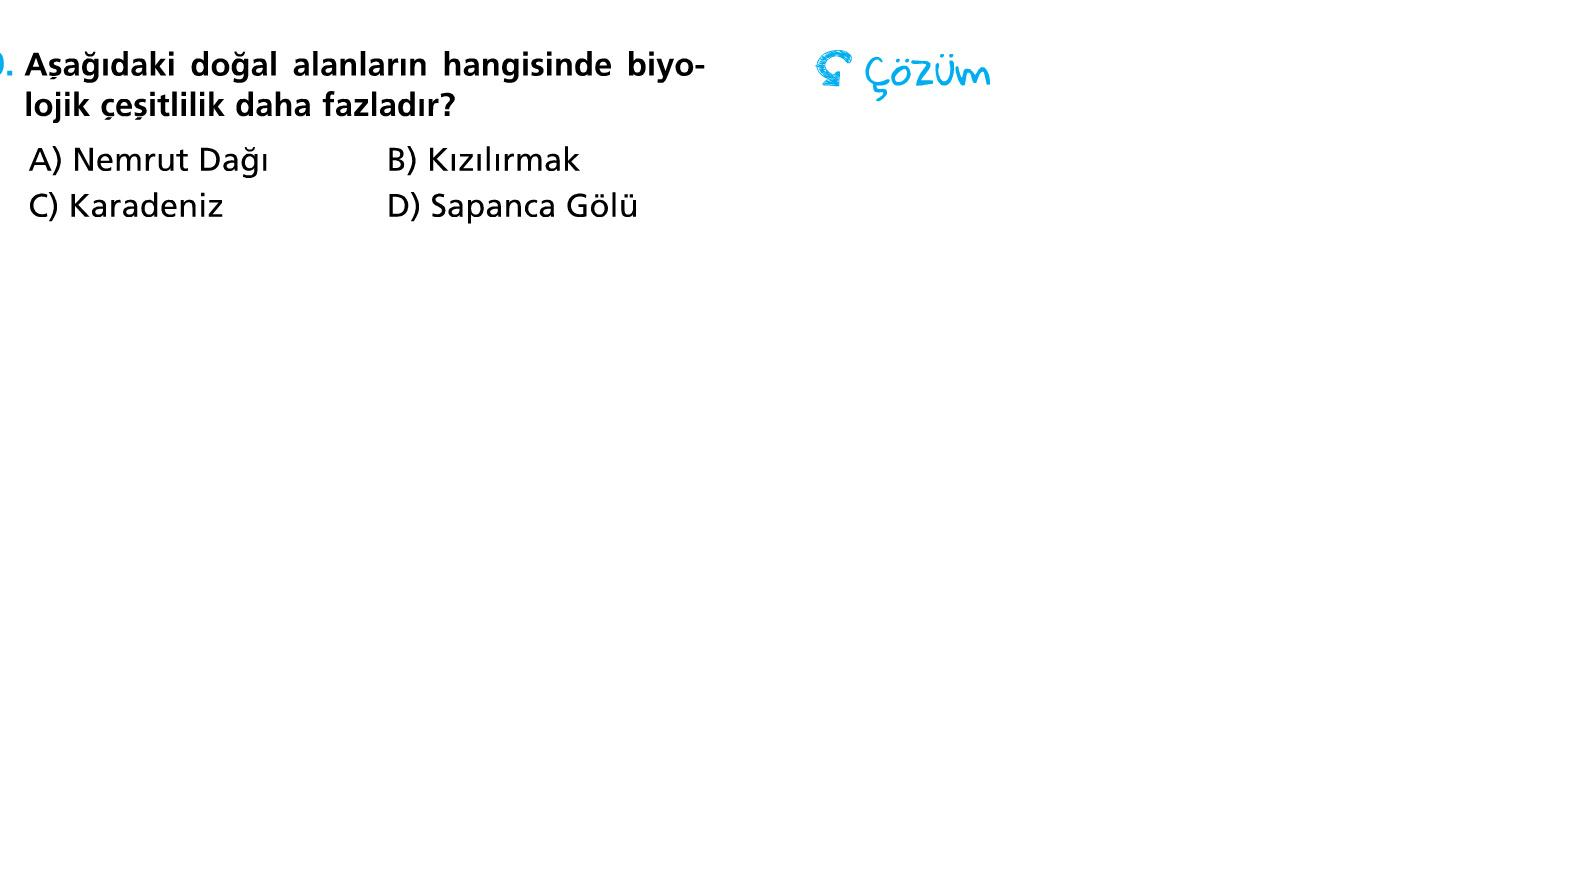 . Aşağıdaki doğal alanların hangisinde biyo-
lojik çeşitlilik daha fazladır?
A) Nemrut Dağı B) Kızılırmak
C) Karadeniz D) Sapanca Gölü
Çözüm